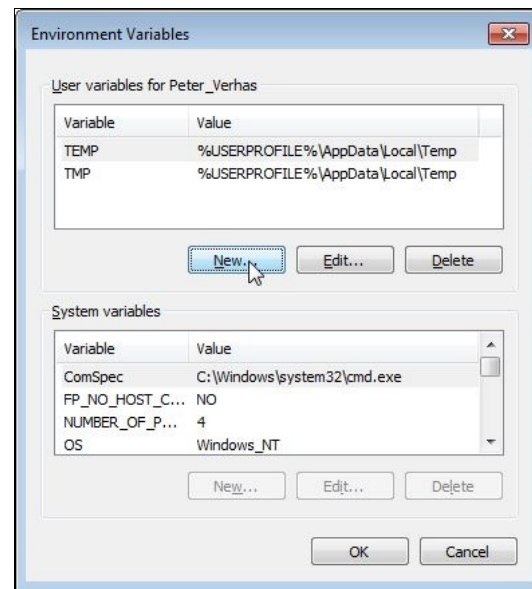 Environment Variables
User variables for Peter_Verhas
Variable Value
TEMP %USERPROFILE%\AppData\Local\Temp
TMP %USERPROFILE%\AppData\Local\Temp
New... Edit... Delete
System variables
Variable Value
ComSpec C:\Windows\system32\cmd.exe
FP_NO_HOST_C... NO
NUMBER_OF_P... 4
OS Windows_NT
New... Edit... Delete
OK Cancel